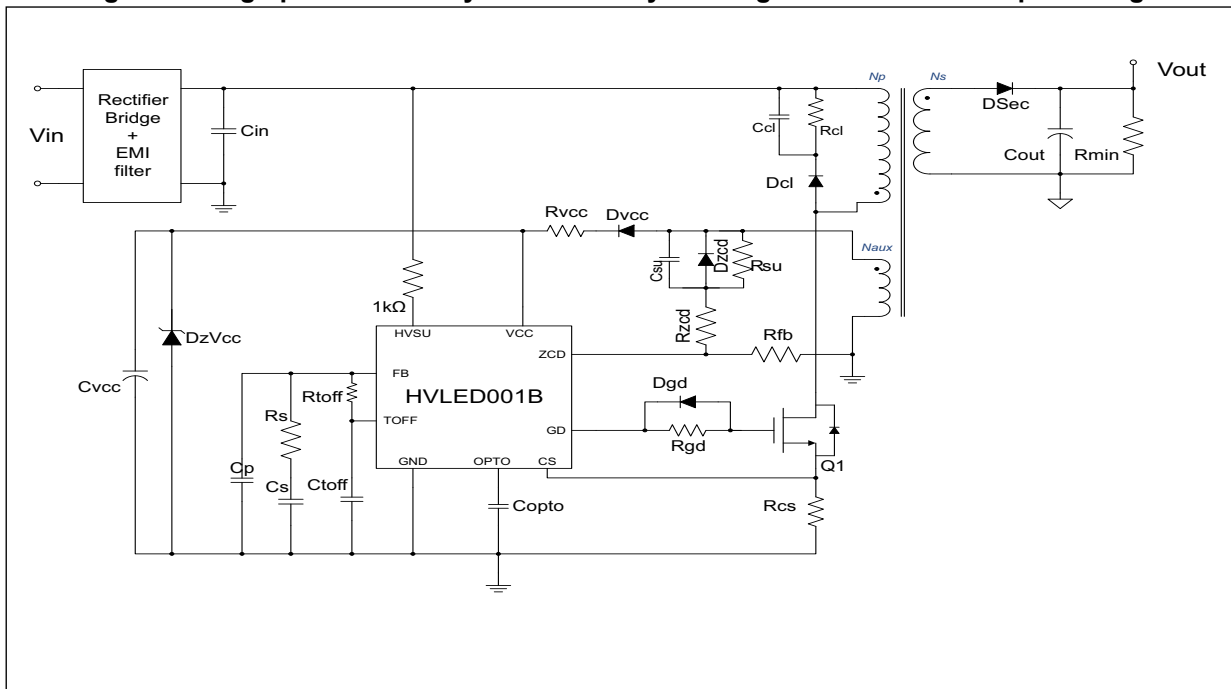 Np
Ns
Vout
DSec
Rectifier
Bridge
+
EMI
filter
Vin
Cin
Ccl
Rcl
Cout
Rmin
Dcl
Rvcc
Dvcc
Naux
Csu
Dzcd
Rsu
1kΩ
Rzcd
HVSU
VCC
DzVcc
Rfb
ZCD
Cvcc
FB
Rtoff
HVLED001B
Dgd
Rs
TOFF
GD
Rgd
GND
OPTO
CS
Q1
Cp
Cs
Ctoff
Copto
Rcs